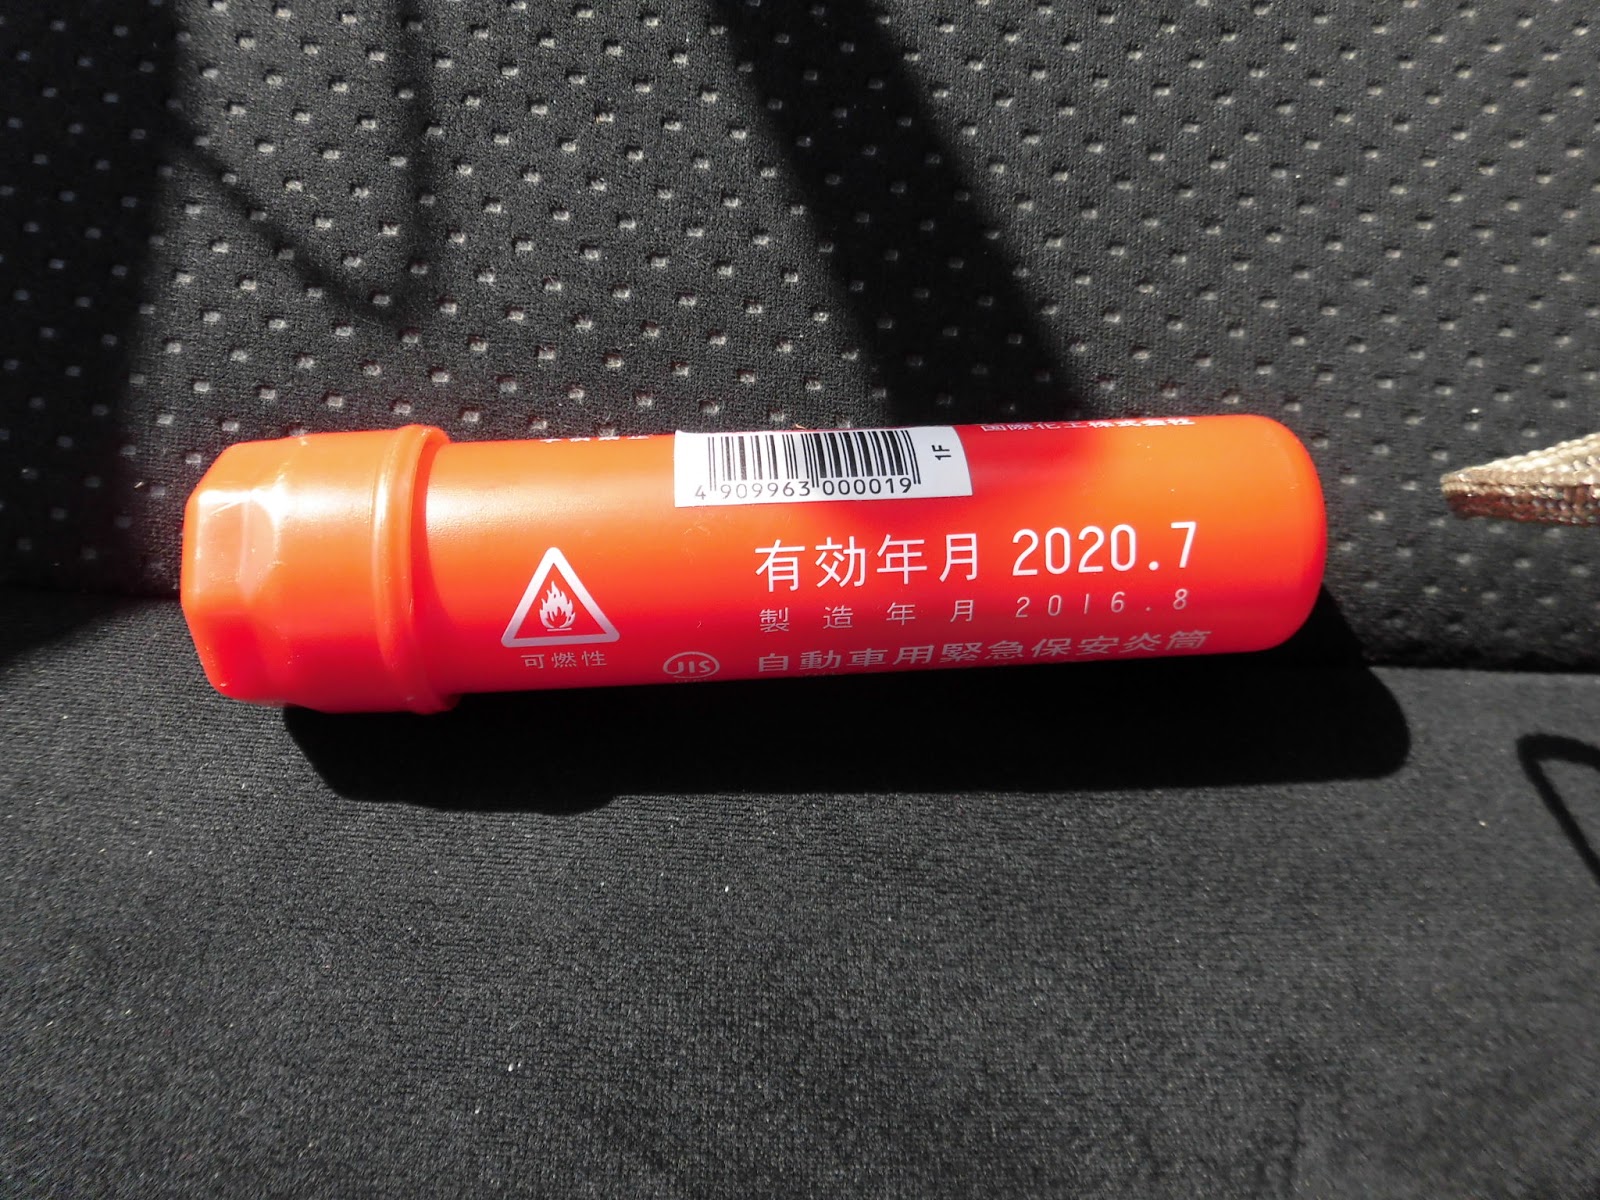 国際化工株式会社
1F
4 909963 000019
有効年月 2020.7
製造年月 2016.8
可燃性
JIS
自動車用緊急保安炎筒